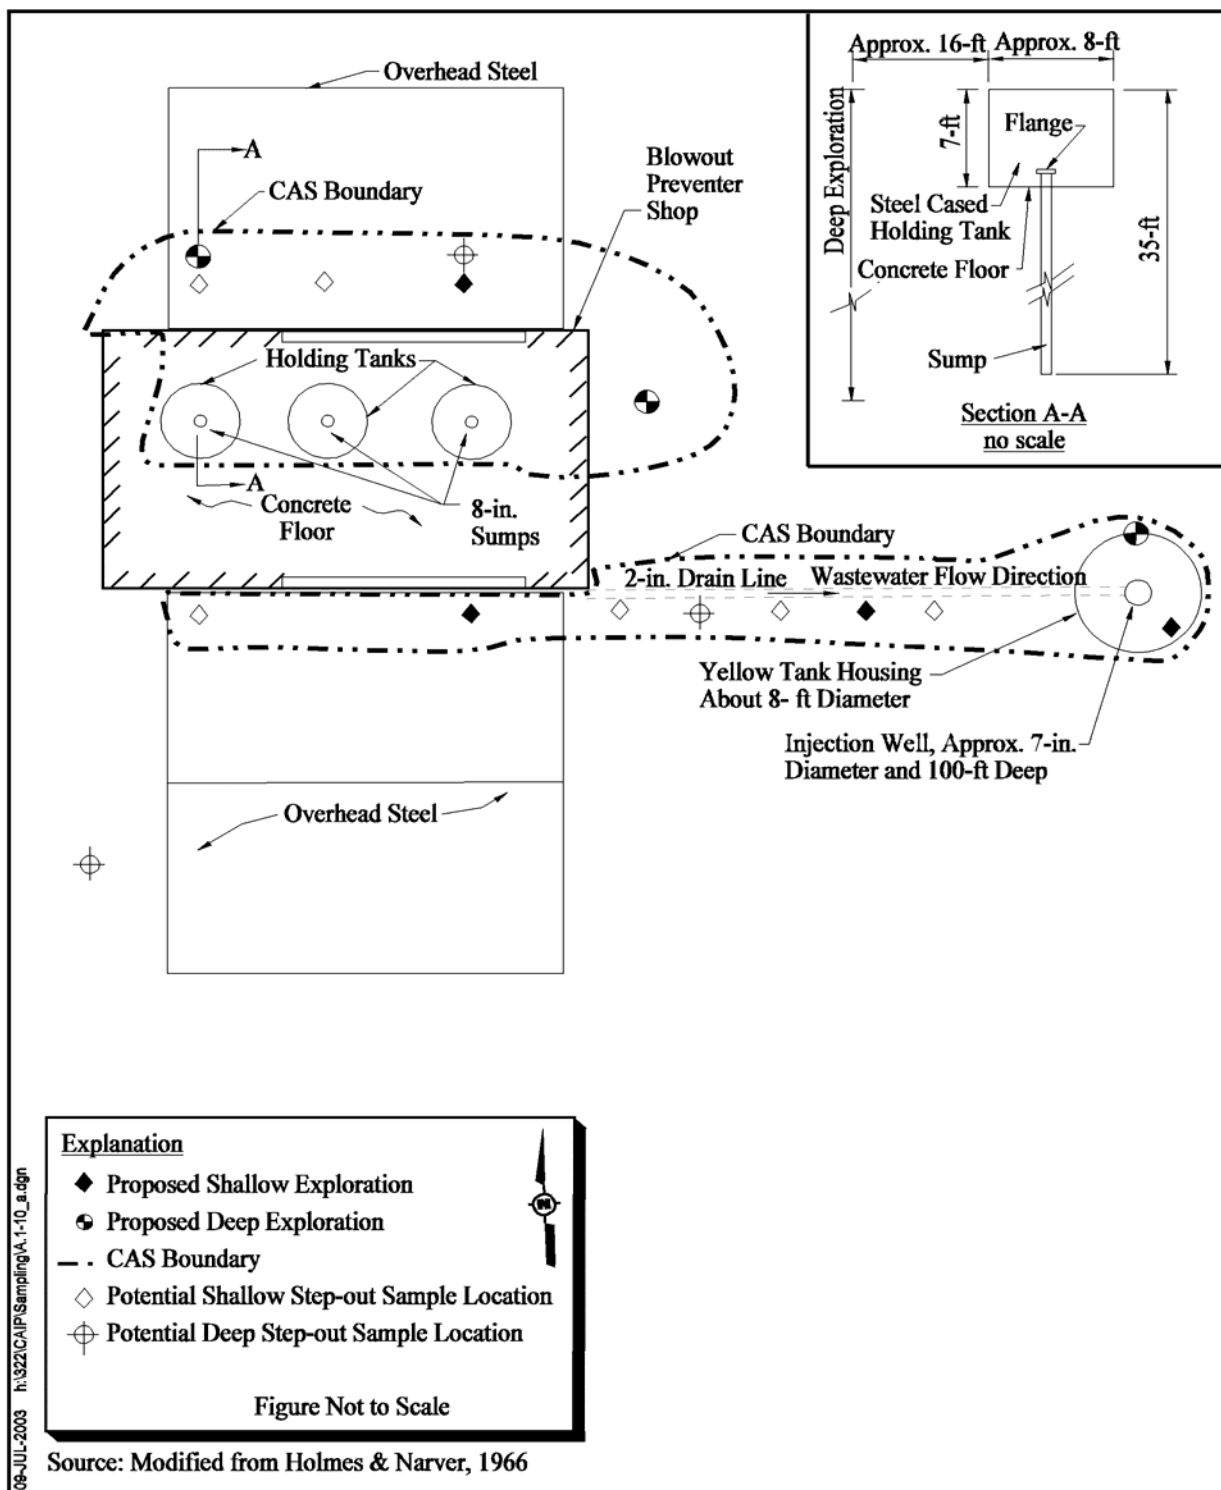 Overhead Steel
A
CAS Boundary
Blowout
Preventer
Shop
Holding Tanks
A
Concrete
Floor
8-in.
Sumps
Approx. 16-ft
Approx. 8-ft
Deep Exploration
7-ft
Flange
Steel Cased
Holding Tank
Concrete Floor
35-ft
Sump
Section A-A
no scale
CAS Boundary
2-in. Drain Line
Wastewater Flow Direction
Yellow Tank Housing
About 8- ft Diameter
Injection Well, Approx. 7-in.
Diameter and 100-ft Deep
Overhead Steel
Explanation
Proposed Shallow Exploration
Proposed Deep Exploration
CAS Boundary
Potential Shallow Step-out Sample Location
Potential Deep Step-out Sample Location
N
Figure Not to Scale
Source: Modified from Holmes & Narver, 1966
09-JUL-2003 h:\322\CAIP\Sampling\A.1-10_a.dgn